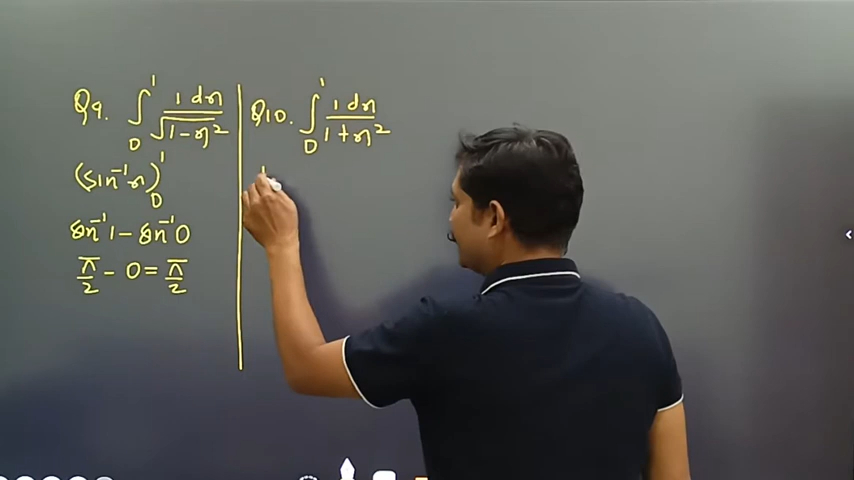 Q9. ∫₀¹ 1 dx / √(1-x²)
(sin⁻¹x)₀¹
sin⁻¹1 - sin⁻¹0
π/2 - 0 = π/2
Q10. ∫₀¹ 1 dx / 1+x²